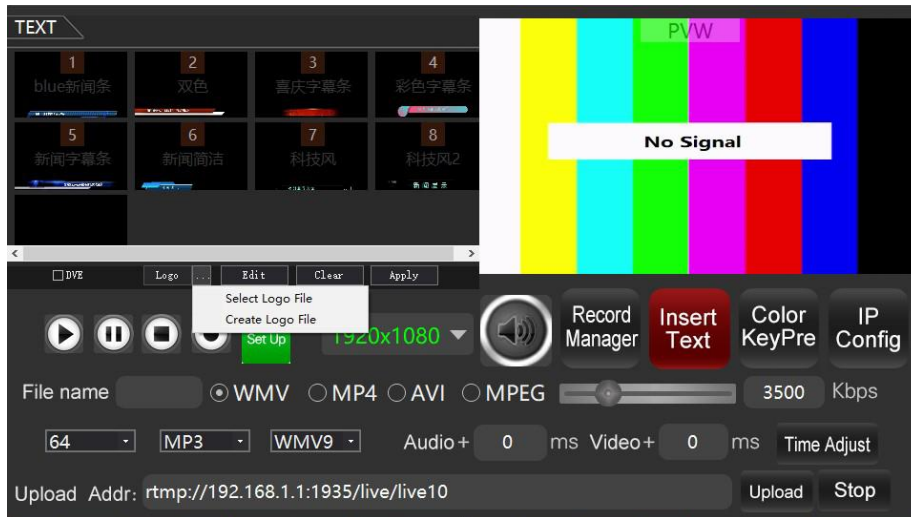 TEXT
PVW
1 2 3 4
blue新闻条 双色 喜庆字幕条 彩色字幕条
5 6 7 8
新闻字幕条 新闻简洁 科技风 科技风2
No Signal
DVE Logo ... Edit Clear Apply
Select Logo File
Create Logo File
Set Up 1920x1080
Record Manager
Insert Text
Color KeyPre
IP Config
File name WMV MP4 AVI MPEG 3500 Kbps
64 MP3 WMV9 Audio+ 0 ms Video+ 0 ms Time Adjust
Upload Addr: rtmp://192.168.1.1:1935/live/live10 Upload Stop